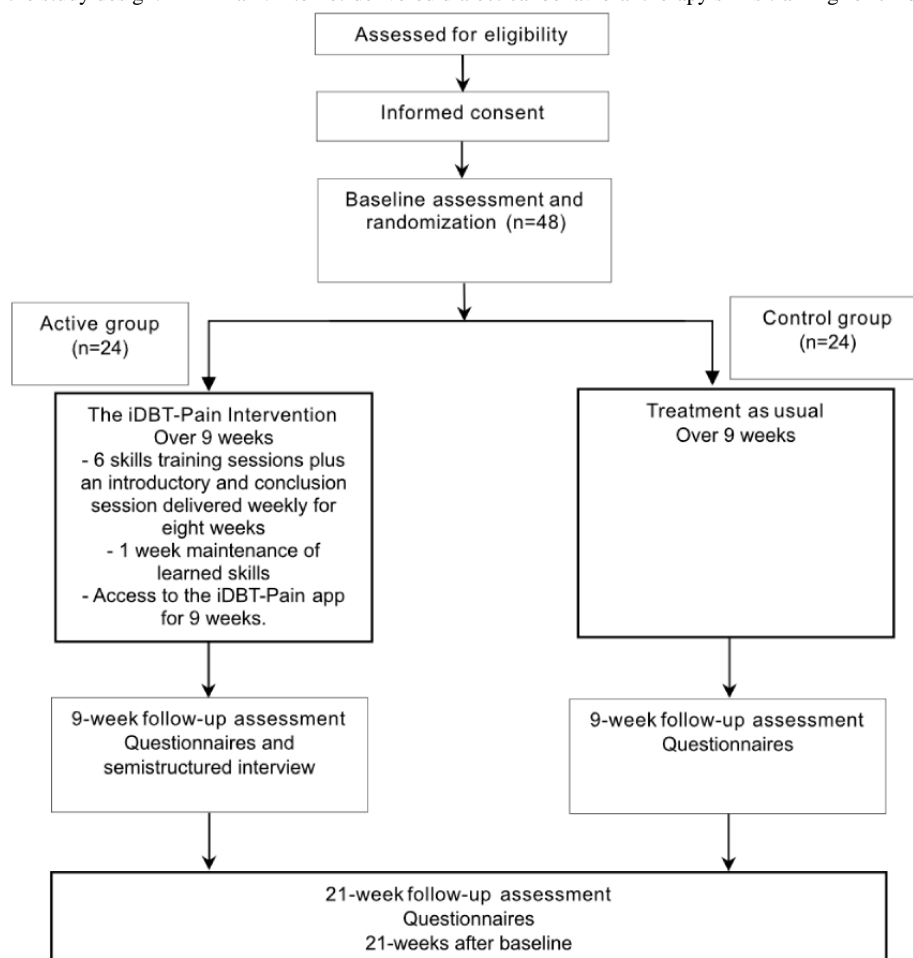 Assessed for eligibility
Informed consent
Baseline assessment and
randomization (n=48)
Active group
(n=24)
Control group
(n=24)
The iDBT-Pain Intervention
Over 9 weeks
- 6 skills training sessions plus
an introductory and conclusion
session delivered weekly for
eight weeks
- 1 week maintenance of
learned skills
- Access to the iDBT-Pain app
for 9 weeks.
Treatment as usual
Over 9 weeks
9-week follow-up assessment
Questionnaires and
semistructured interview
9-week follow-up assessment
Questionnaires
21-week follow-up assessment
Questionnaires
21-weeks after baseline